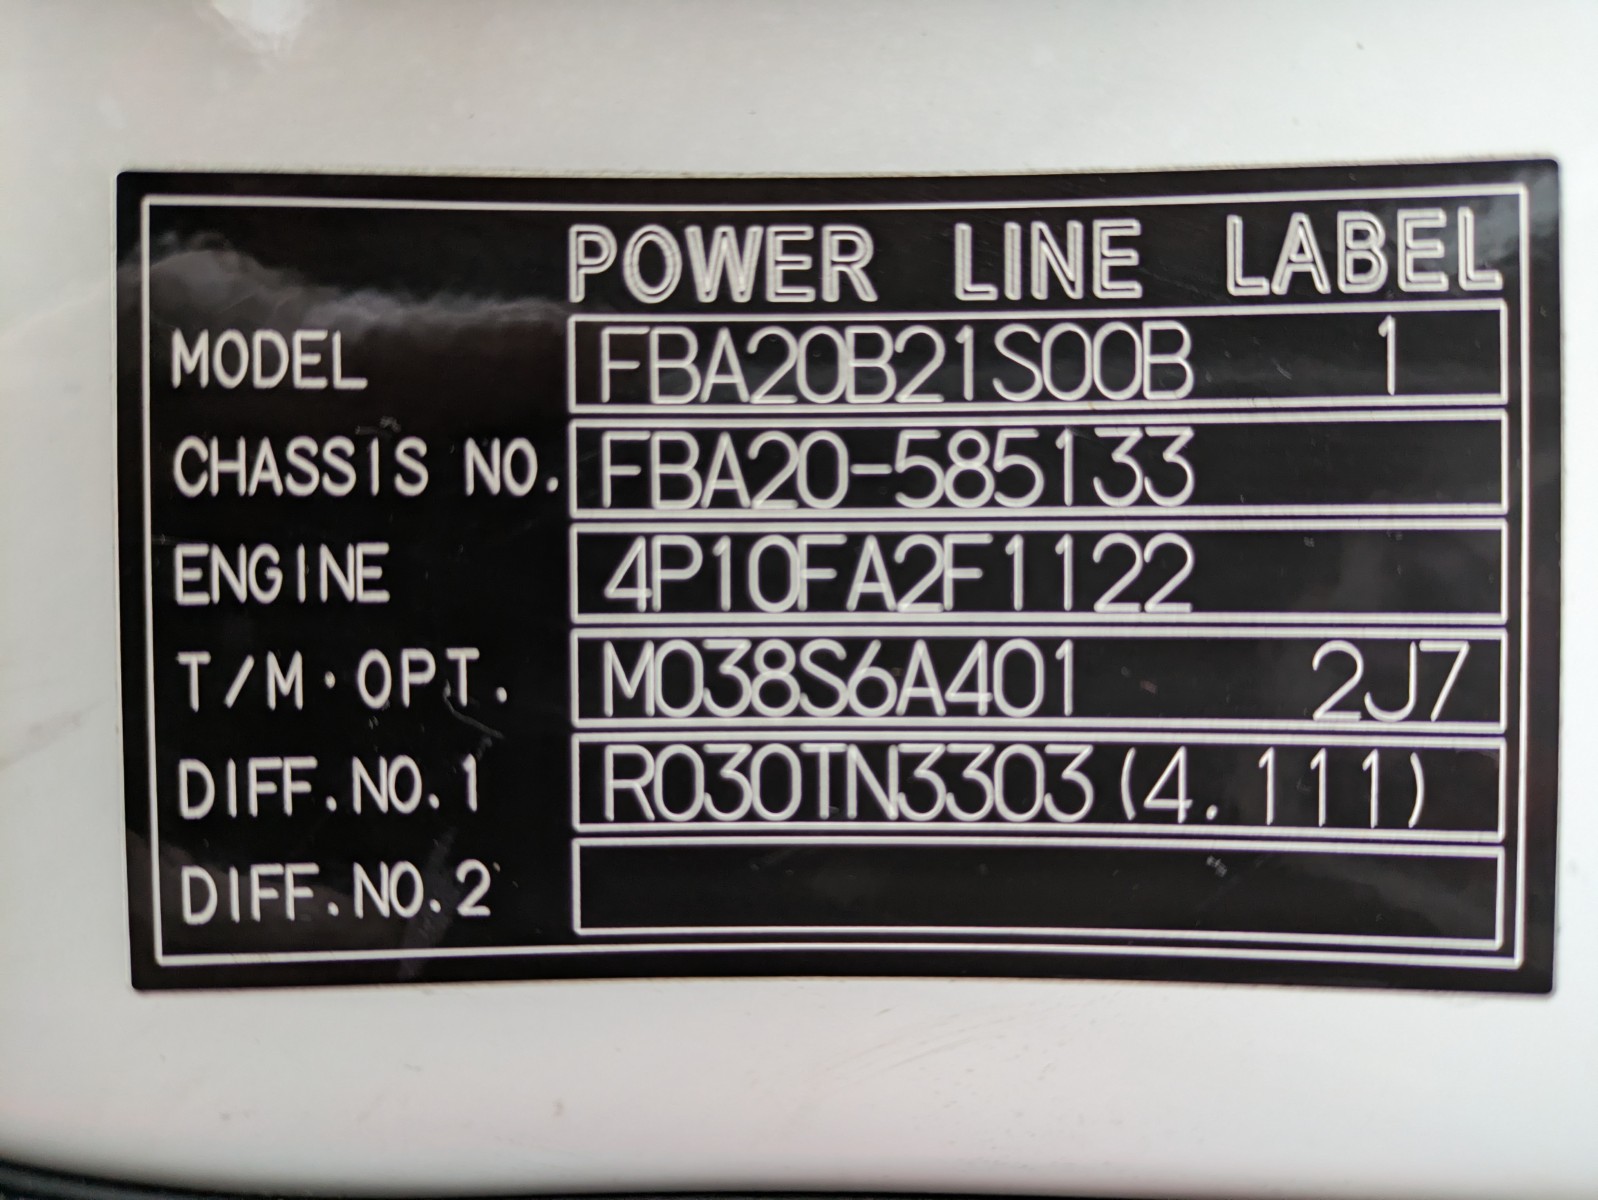 POWER LINE LABEL
MODEL FBA20B21S00B 1
CHASSIS NO. FBA20-585133
ENGINE 4P10FA2F1122
T/M·OPT. M038S6A401 2J7
DIFF.NO.1 R030TN3303(4.111)
DIFF.NO.2